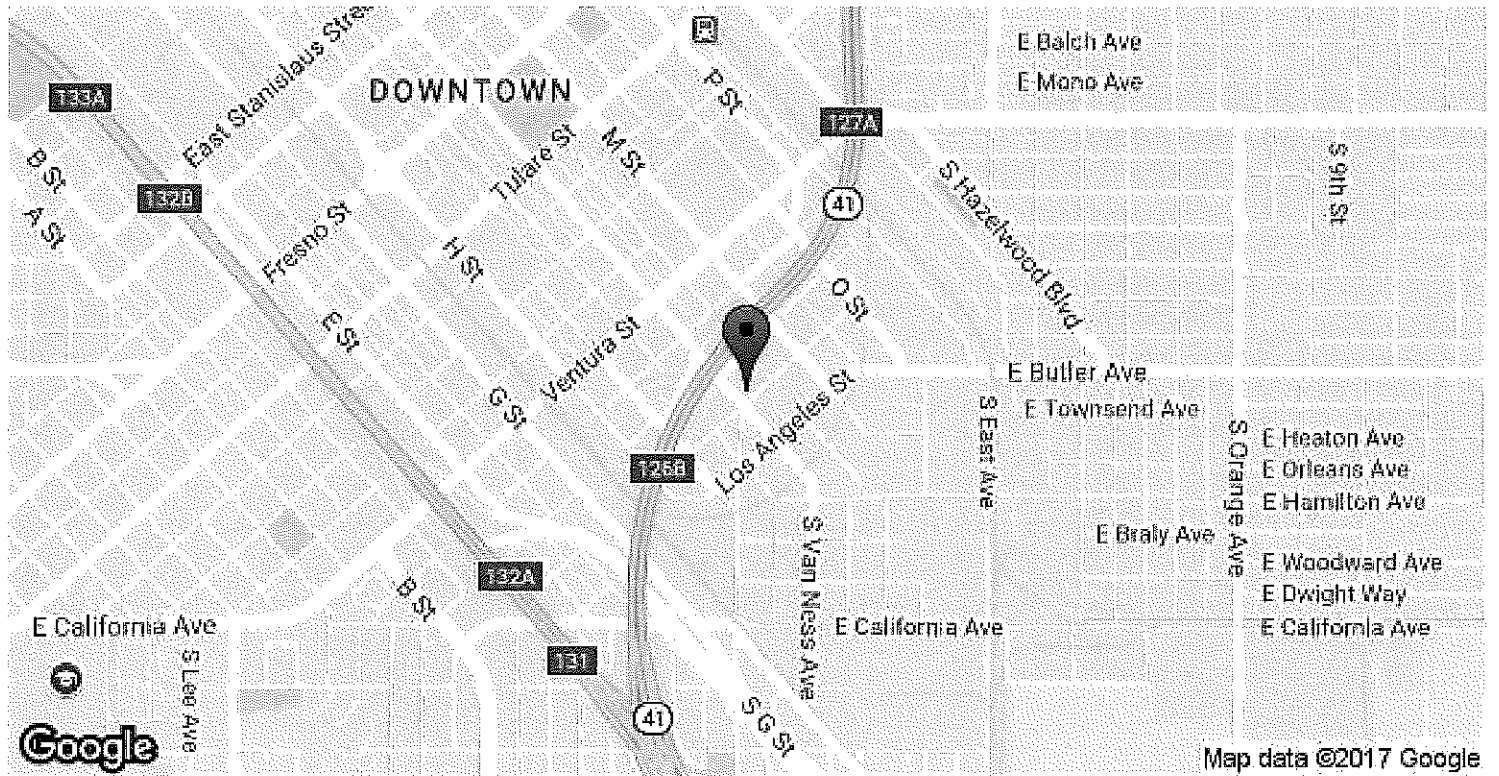 E Balch Ave
E Mono Ave
East Stanislaus Stree
DOWNTOWN
P St
133A
127A
B St
M St
Tulare St
S 9th St
132B
41
A St
Fresno St
S Hazelwood Blvd
H St
O St
E St
Ventura St
E Butler Ave
G St
E Townsend Ave
S East Ave
Los Angeles St
S Orange Ave
E Heaton Ave
E Orleans Ave
E Hamilton Ave
E Braly Ave
S Van Ness Ave
E Woodward Ave
132A
B St
E Dwight Way
E California Ave
E California Ave
E California Ave
131
S Lee Ave
41
S G St
Google
Map data ©2017 Google